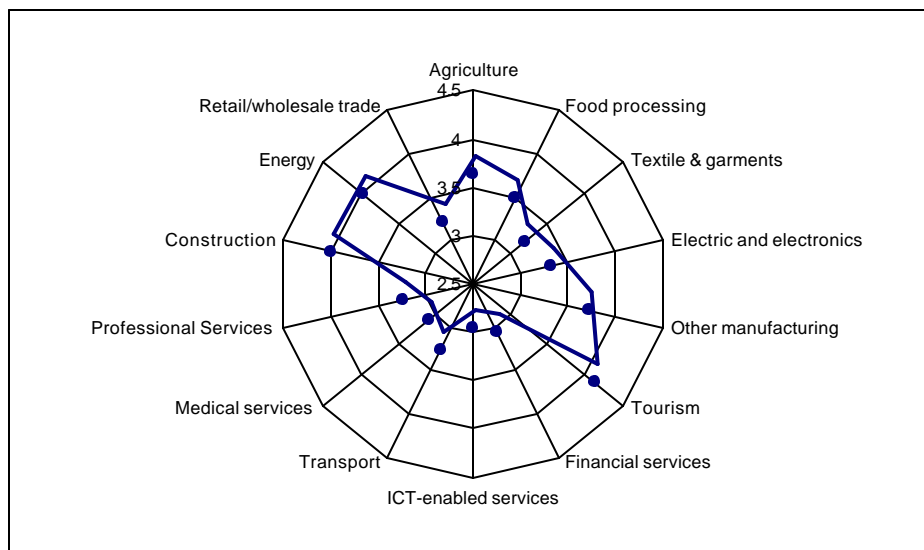 Agriculture
4.5
Retail/wholesale trade
Food processing
4
Energy
Textile & garments
3.5
Construction
3
Electric and electronics
2.5
Professional Services
Other manufacturing
Medical services
Tourism
Transport
Financial services
ICT-enabled services